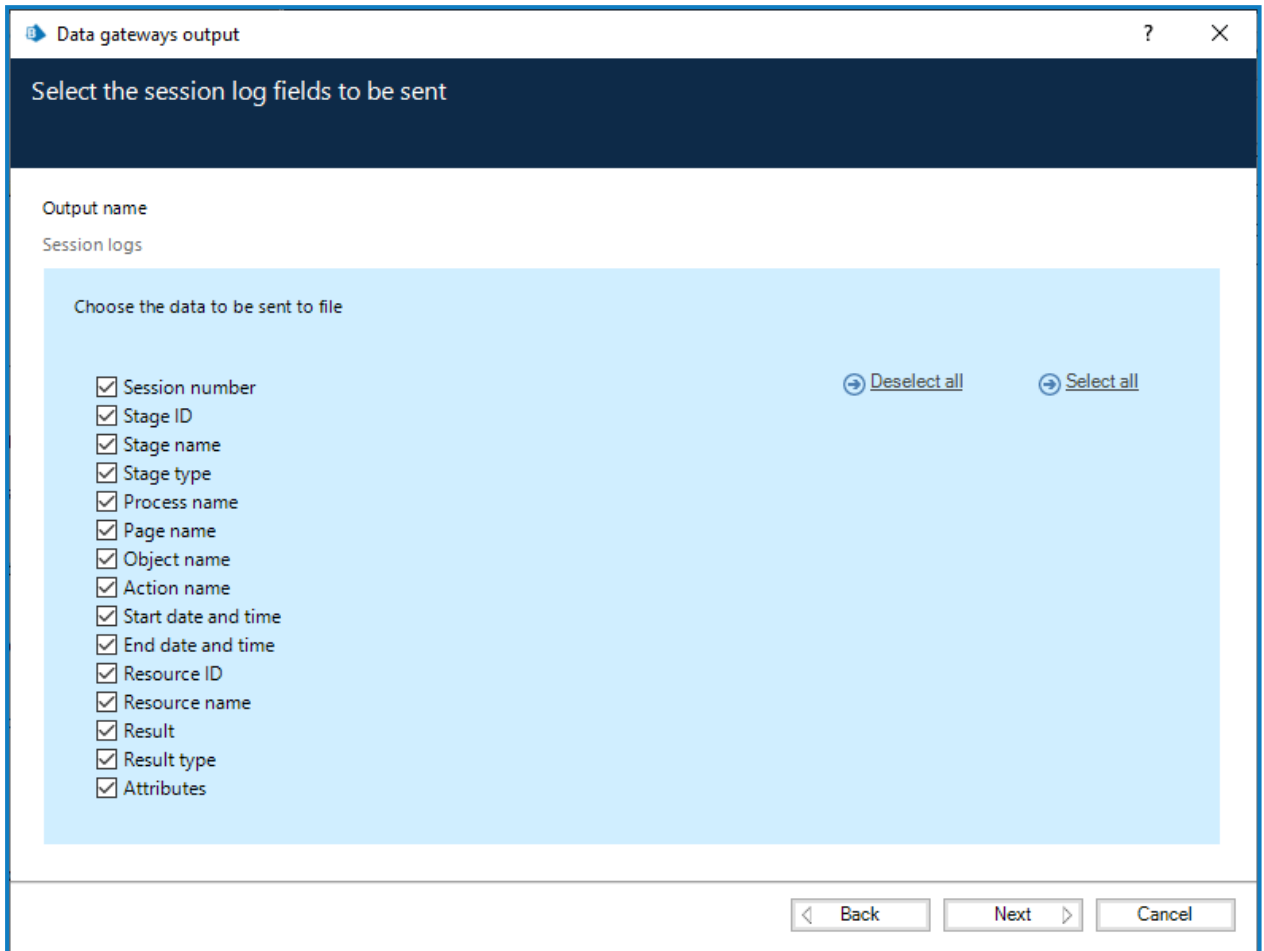 Data gateways output ?
Select the session log fields to be sent
Output name
Session logs
Choose the data to be sent to file
Session number Deselect all Select all
Stage ID
Stage name
Stage type
Process name
Page name
Object name
Action name
Start date and time
End date and time
Resource ID
Resource name
Result
Result type
Attributes
Back Next Cancel